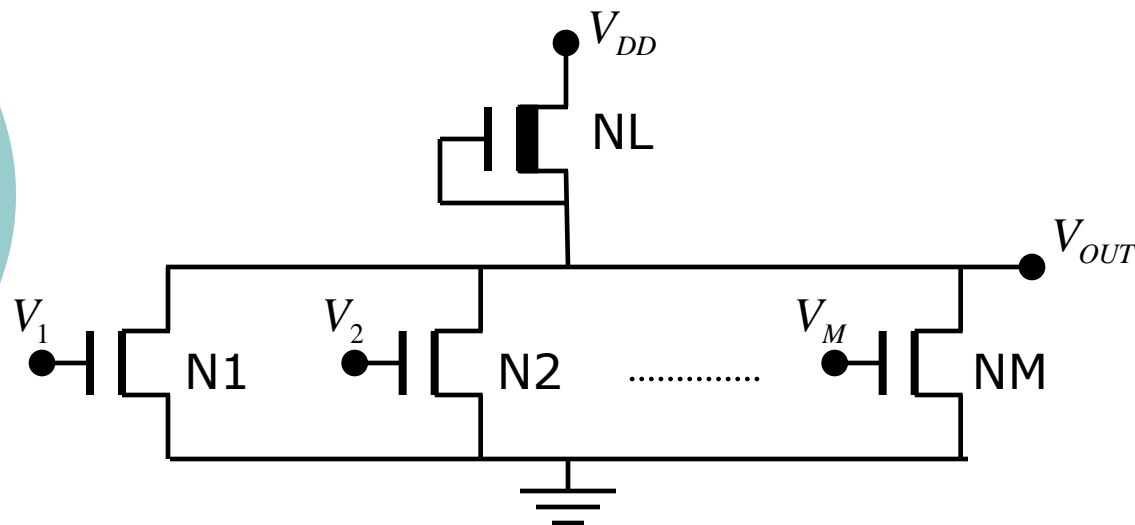 V_DD
NL
V_OUT
V_1
V_2
V_M
N1
N2
..............
NM